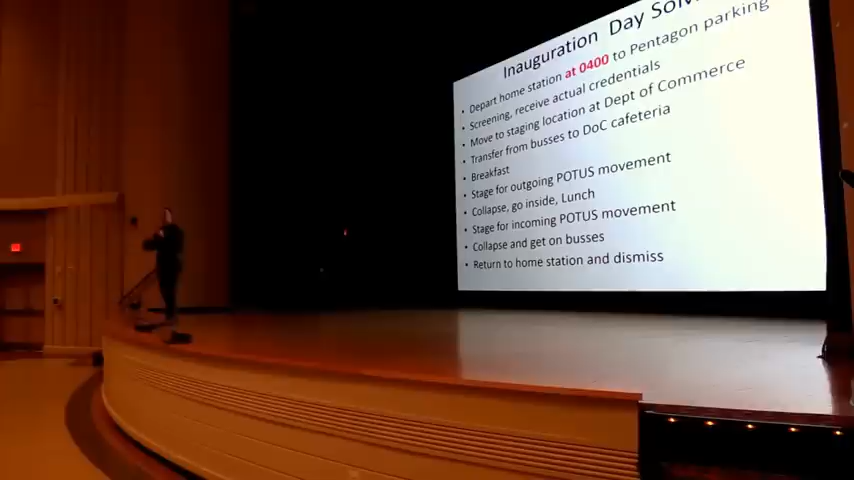 Inauguration Day
• Depart home station at 0400 to Pentagon parking
• Screening, receive actual credentials
• Move to staging location at Dept of Commerce
• Transfer from busses to DoC cafeteria
• Breakfast
• Stage for outgoing POTUS movement
• Collapse, go inside, Lunch
• Stage for incoming POTUS movement
• Collapse and get on busses
• Return to home station and dismiss